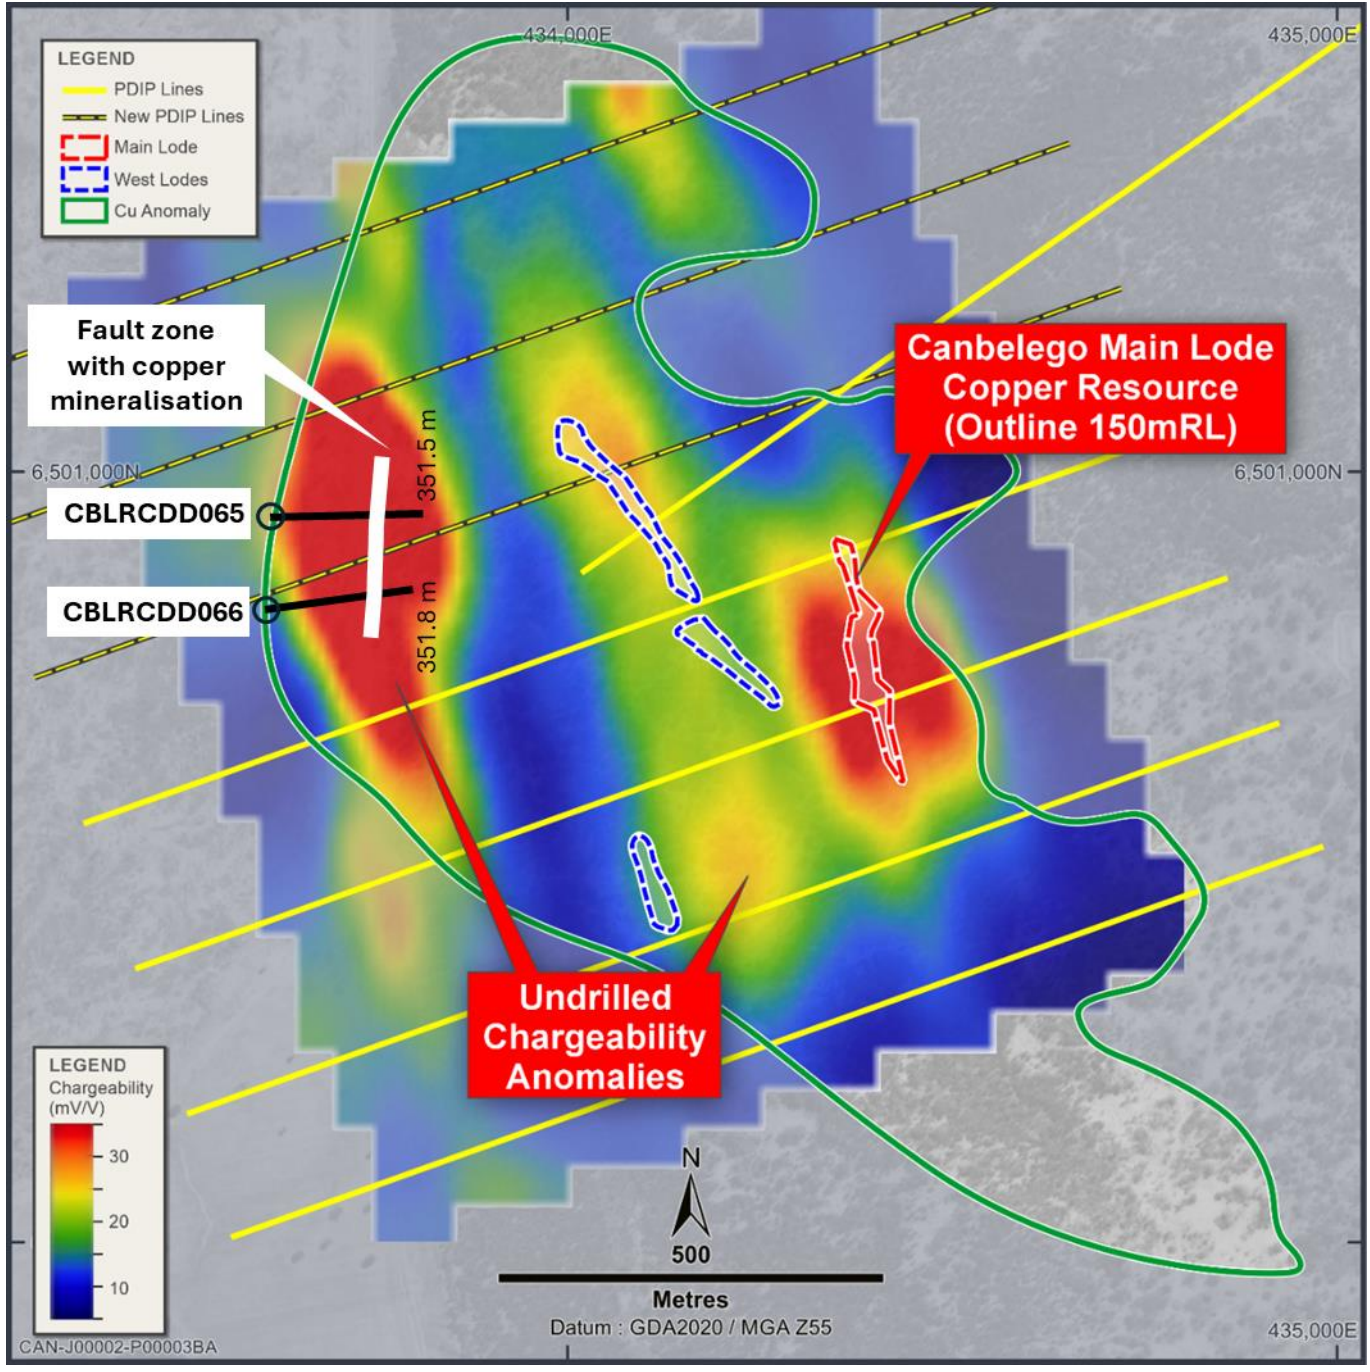 434,000E
435,000E
LEGEND
PDIP Lines
New PDIP Lines
Main Lode
West Lodes
Cu Anomaly
Fault zone
with copper
mineralisation
Canbelego Main Lode
Copper Resource
(Outline 150mRL)
351.5 m
6,501,000N
6,501,000N
CBLRCDD065
CBLRCDD066
351.8 m
Undrilled
Chargeability
Anomalies
LEGEND
Chargeability
(mV/V)
30
20
10
N
500
Metres
Datum : GDA2020 / MGA Z55
435,000E
CAN-J00002-P00003BA